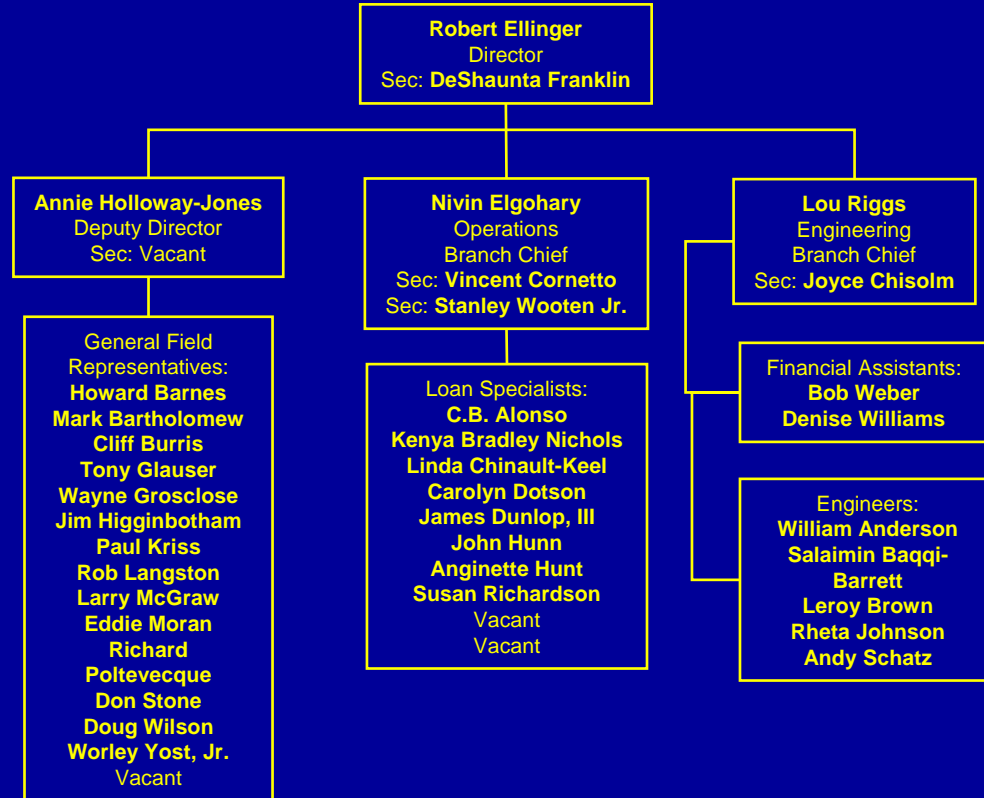 Robert Ellinger
Director
Sec: DeShaunta Franklin
Annie Holloway-Jones
Deputy Director
Sec: Vacant
General Field
Representatives:
Howard Barnes
Mark Bartholomew
Cliff Burris
Tony Glauser
Wayne Grosclose
Jim Higginbotham
Paul Kriss
Rob Langston
Larry McGraw
Eddie Moran
Richard
Poltevecque
Don Stone
Doug Wilson
Worley Yost, Jr.
Vacant
Nivin Elgohary
Operations
Branch Chief
Sec: Vincent Cornetto
Sec: Stanley Wooten Jr.
Loan Specialists:
C.B. Alonso
Kenya Bradley Nichols
Linda Chinault-Keel
Carolyn Dotson
James Dunlop, III
John Hunn
Anginette Hunt
Susan Richardson
Vacant
Vacant
Lou Riggs
Engineering
Branch Chief
Sec: Joyce Chisolm
Financial Assistants:
Bob Weber
Denise Williams
Engineers:
William Anderson
Salaimin Baqqi-
Barrett
Leroy Brown
Rheta Johnson
Andy Schatz